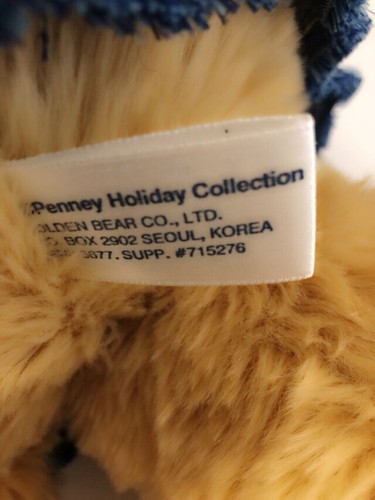 Penney Holiday Collection
OLDEN BEAR CO., LTD.
O. BOX 2902 SEOUL, KOREA
3877. SUPP. #715276